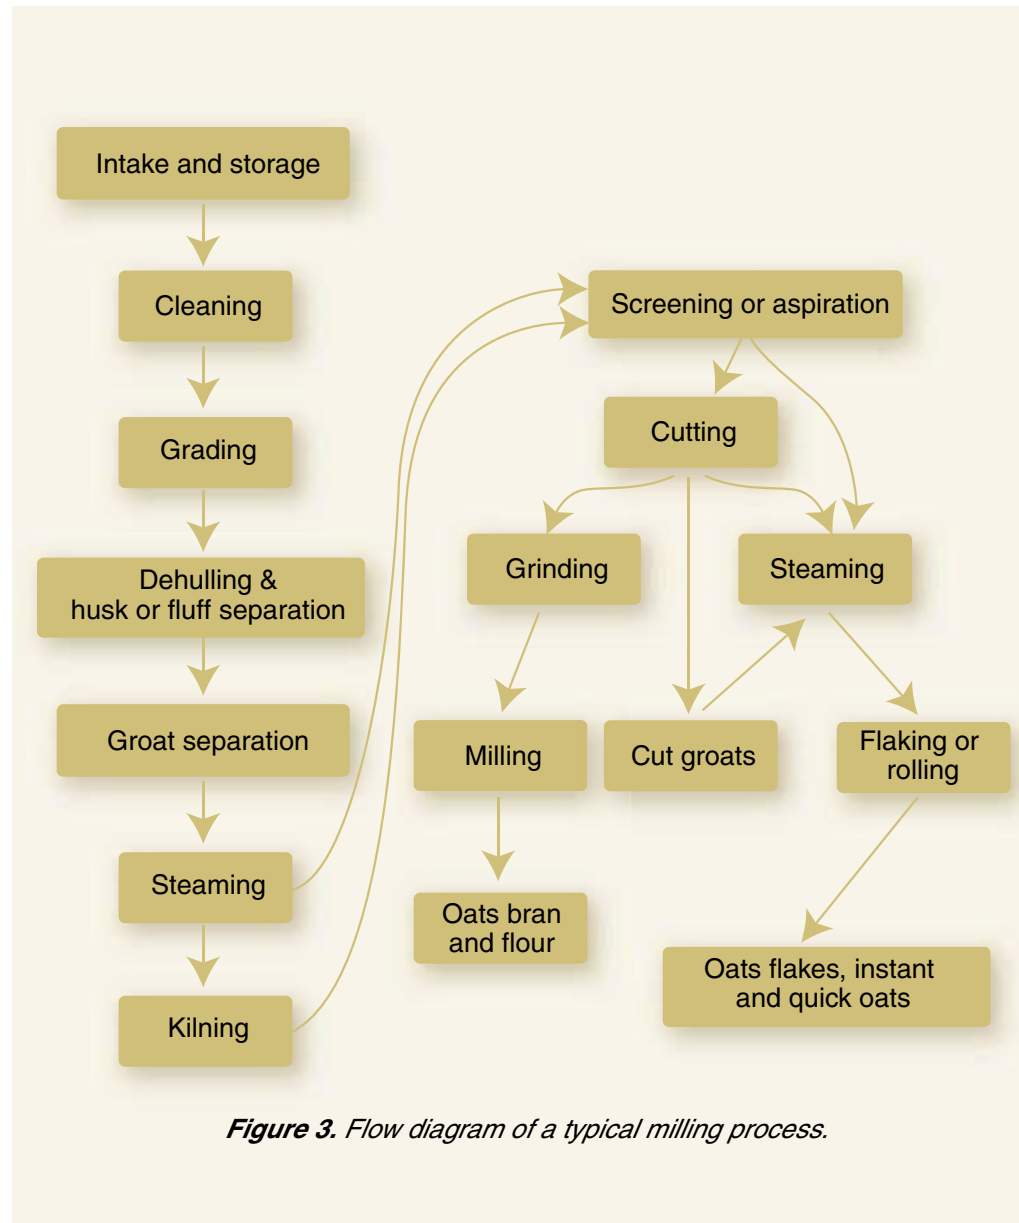 Intake and storage
Cleaning
Grading
Dehulling &
husk or fluff separation
Groat separation
Steaming
Kilning
Screening or aspiration
Cutting
Grinding
Steaming
Milling
Cut groats
Flaking or
rolling
Oats bran
and flour
Oats flakes, instant
and quick oats
Figure 3. Flow diagram of a typical milling process.